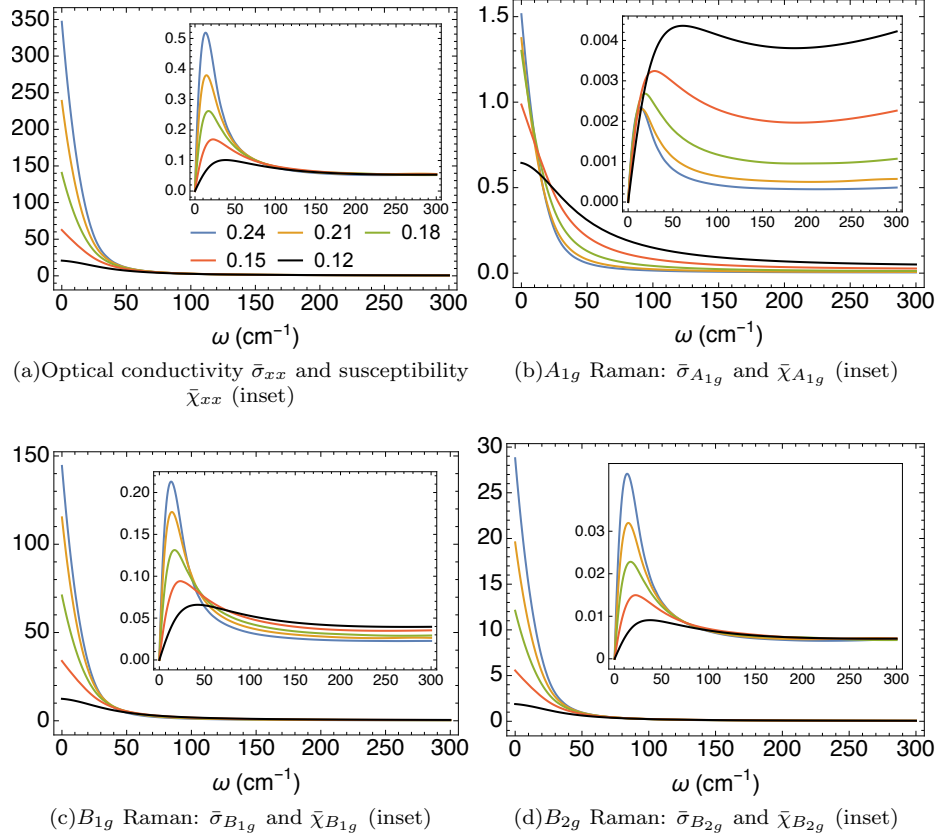 350
300
250
200
150
100
50
0
0.5
0.4
0.3
0.2
0.1
0.0
0 50 100 150 200 250 300
0.24 0.21 0.18
0.15 0.12
0 50 100 150 200 250 300
ω (cm⁻¹)
(a)Optical conductivity σ̄xx and susceptibility
χ̄xx (inset)
1.5
1.0
0.5
0.0
0.004
0.003
0.002
0.001
0.000
0 50 100 150 200 250 300
0 50 100 150 200 250 300
ω (cm⁻¹)
(b)A1g Raman: σ̄A1g and χ̄A1g (inset)
150
100
50
0
0.20
0.15
0.10
0.05
0.00
0 50 100 150 200 250 300
0 50 100 150 200 250 300
ω (cm⁻¹)
(c)B1g Raman: σ̄B1g and χ̄B1g (inset)
30
25
20
15
10
5
0
0.03
0.01
0.01
0
0 50 100 150 200 250 300
0 50 100 150 200 250 300
ω (cm⁻¹)
(d)B2g Raman: σ̄B2g and χ̄B2g (inset)